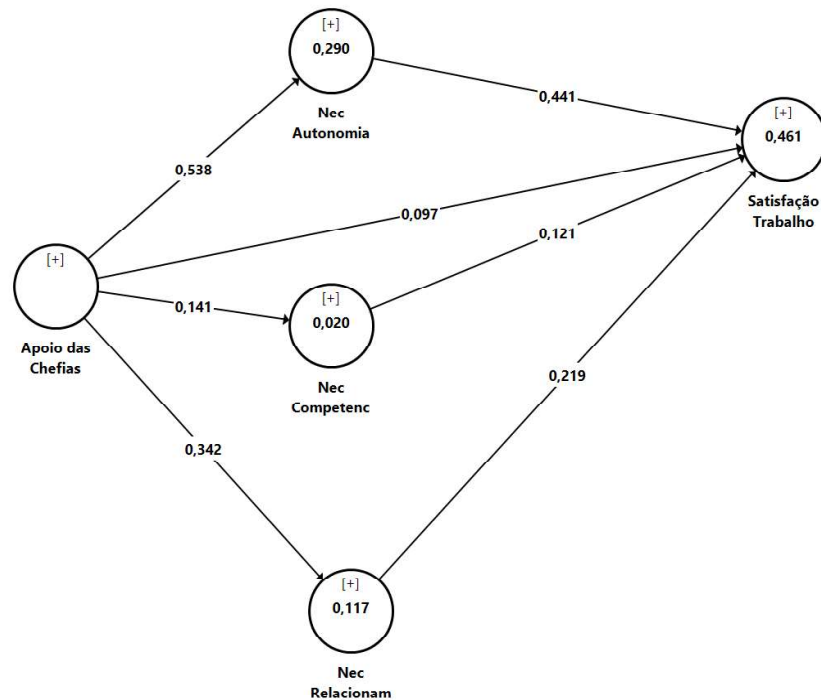 [+]
0,290
Nec
Autonomia
0,441
[+]
0,461
Satisfação
Trabalho
0,538
0,097
0,121
[+]
Apoio das
Chefias
0,141
[+]
0,020
Nec
Competenc
0,219
0,342
[+]
0,117
Nec
Relacionam